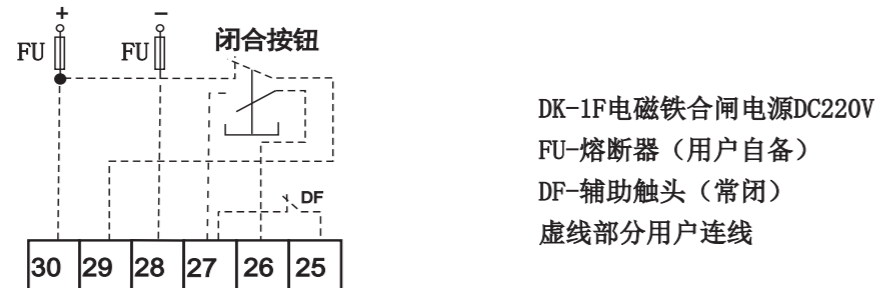 + −
FU FU 闭合按钮
DF
30 29 28 27 26 25
DK-1F电磁铁合闸电源DC220V
FU-熔断器（用户自备）
DF-辅助触头（常闭）
虚线部分用户连线